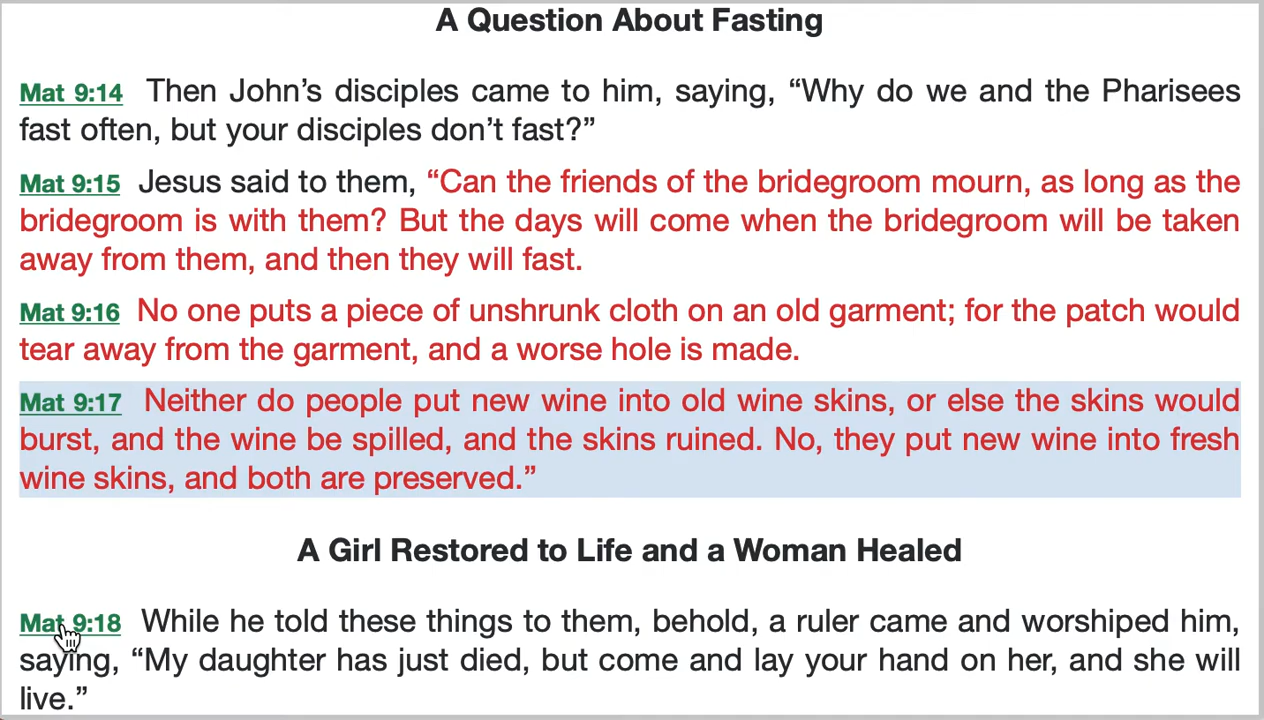 A Question About Fasting
Mat 9:14 Then John’s disciples came to him, saying, “Why do we and the Pharisees
fast often, but your disciples don’t fast?”
Mat 9:15 Jesus said to them, “Can the friends of the bridegroom mourn, as long as the
bridegroom is with them? But the days will come when the bridegroom will be taken
away from them, and then they will fast.
Mat 9:16 No one puts a piece of unshrunk cloth on an old garment; for the patch would
tear away from the garment, and a worse hole is made.
Mat 9:17 Neither do people put new wine into old wine skins, or else the skins would
burst, and the wine be spilled, and the skins ruined. No, they put new wine into fresh
wine skins, and both are preserved.”
A Girl Restored to Life and a Woman Healed
Mat 9:18 While he told these things to them, behold, a ruler came and worshiped him,
saying, “My daughter has just died, but come and lay your hand on her, and she will
live.”